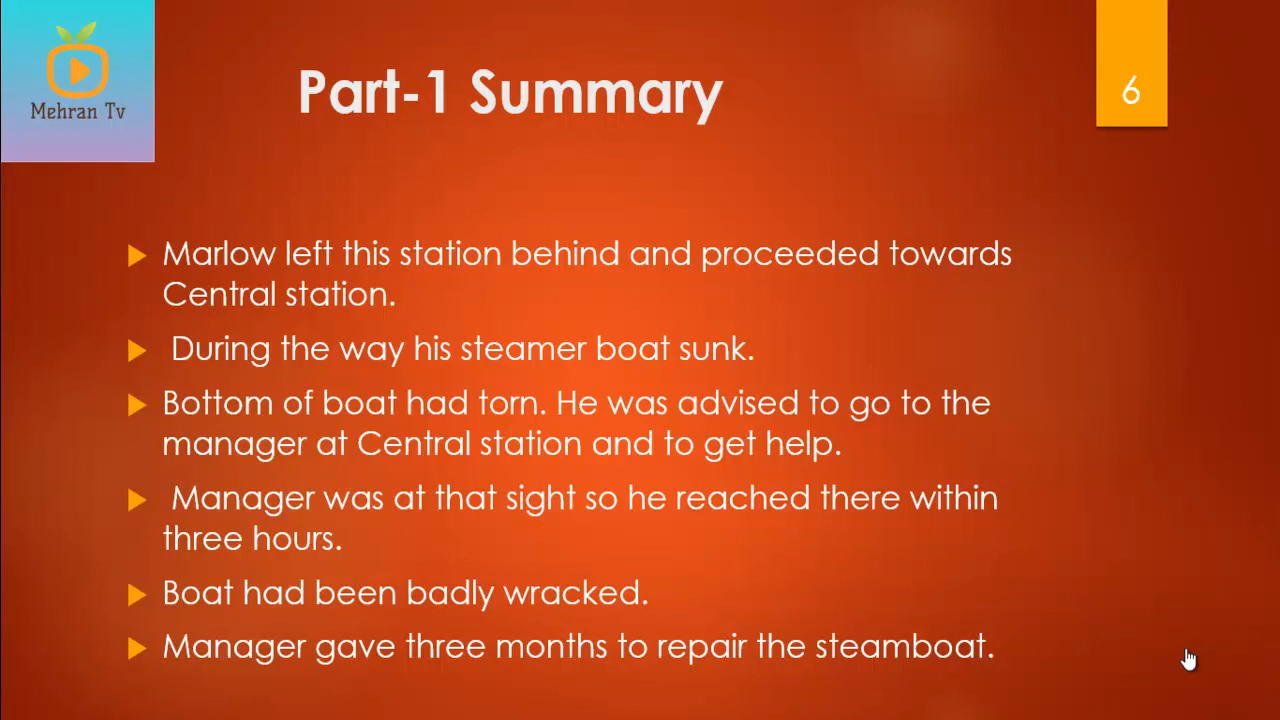 Mehran Tv
Part-1 Summary
6
Marlow left this station behind and proceeded towards
Central station.
During the way his steamer boat sunk.
Bottom of boat had torn. He was advised to go to the
manager at Central station and to get help.
Manager was at that sight so he reached there within
three hours.
Boat had been badly wracked.
Manager gave three months to repair the steamboat.